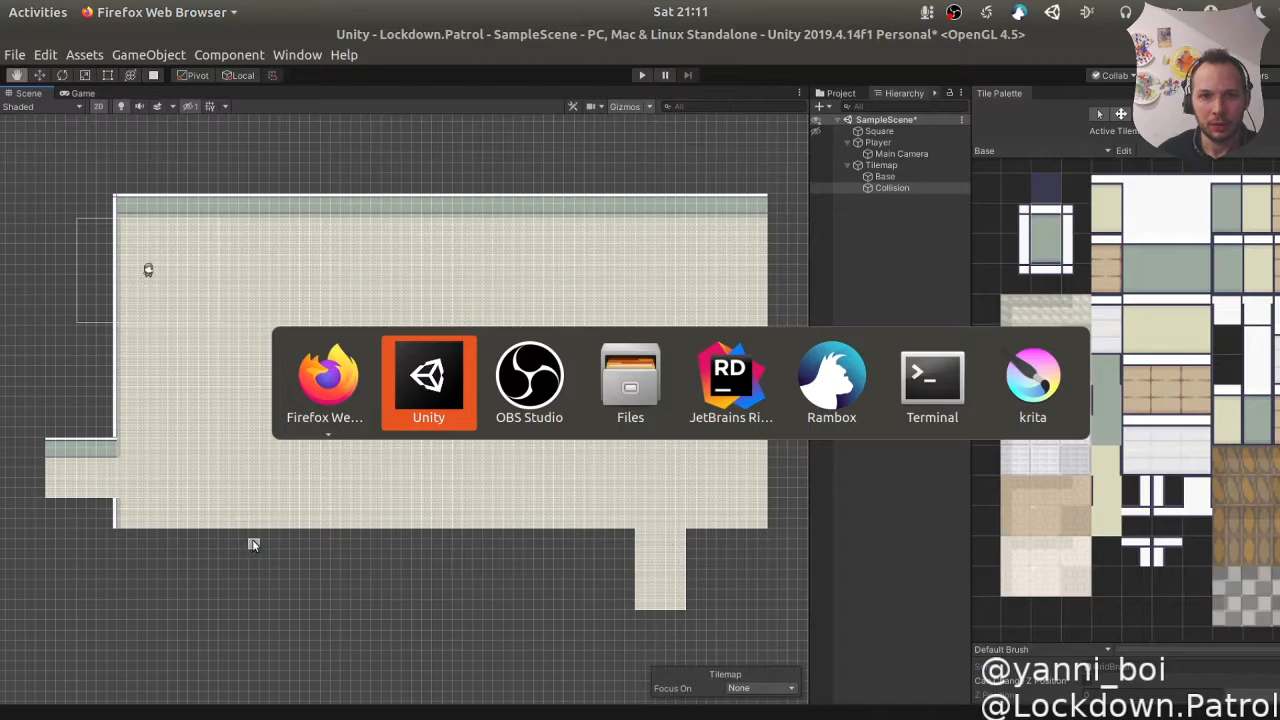 Activities
Firefox Web Browser
Sat 21:11
Unity - Lockdown.Patrol - SampleScene - PC, Mac & Linux Standalone - Unity 2019.4.14f1 Personal* <OpenGL 4.5>
File Edit Assets GameObject Component Window Help
Pivot Local
Collab
Scene Game
Project Hierarchy
Tile Palette
Shaded 2D Gizmos All
All
SampleScene*
Square
Player
Main Camera
Tilemap
Base
Collision
Base Edit
Firefox We...
Unity
OBS Studio
Files
JetBrains Ri...
RD
Rambox
Terminal
krita
Tilemap
Focus On None
Default Brush
@yanni_boi
@Lockdown.Patrol